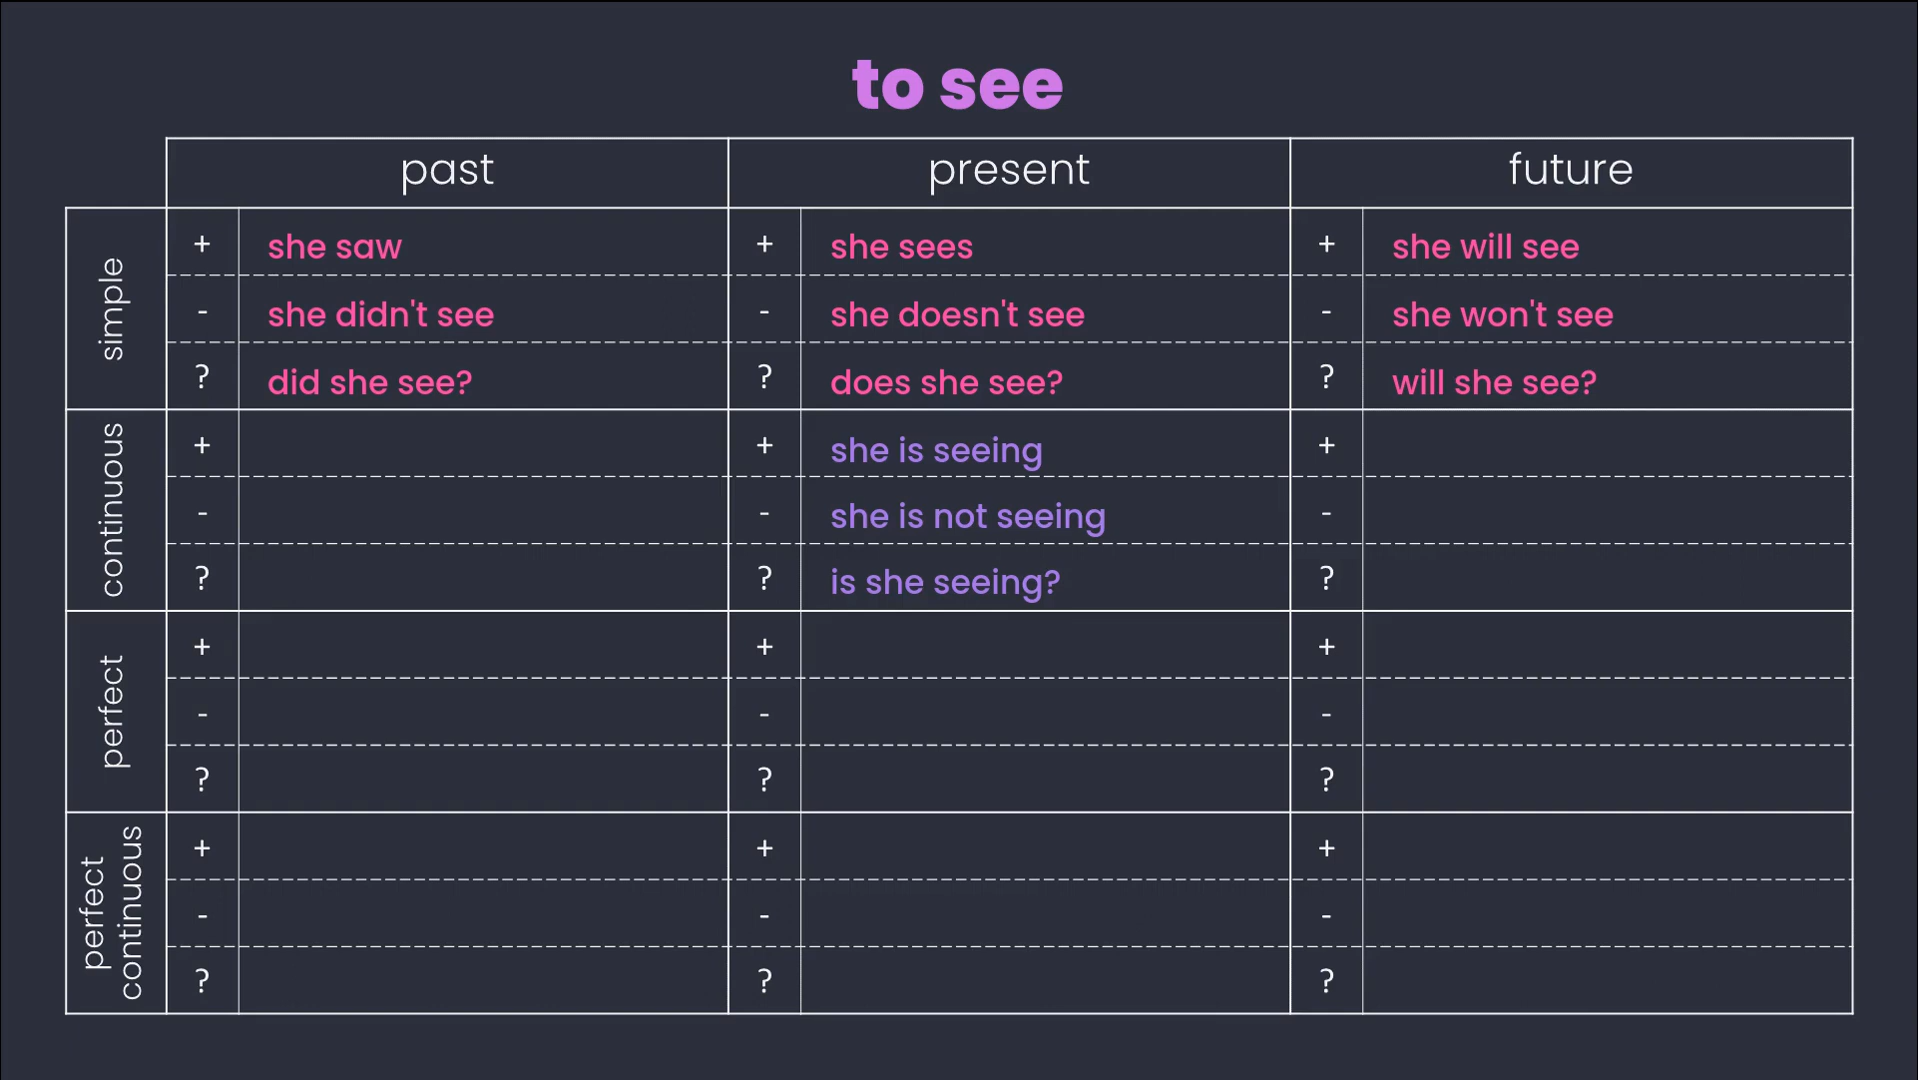 to see
past present future
simple
+ she saw + she sees + she will see
- she didn't see - she doesn't see - she won't see
? did she see? ? does she see? ? will she see?
continuous
+ + she is seeing +
- - she is not seeing -
? ? is she seeing? ?
perfect
+ + +
- - -
? ? ?
perfect
continuous
+ + +
- - -
? ? ?